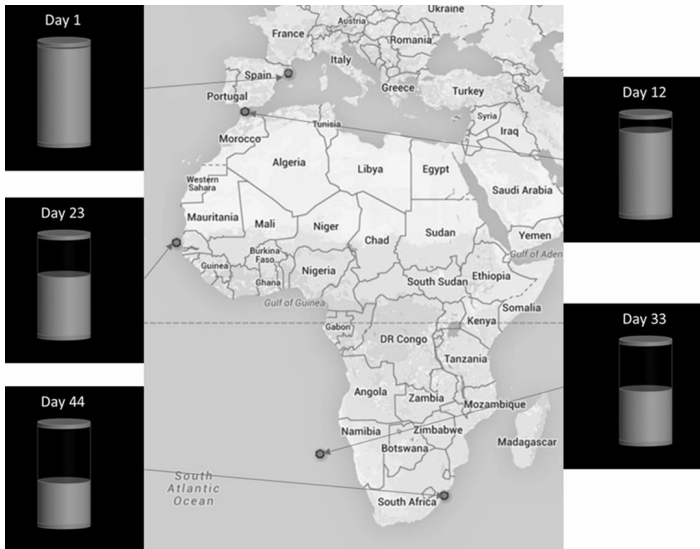 Day 1
Day 12
Day 23
Day 33
Day 44
Ukraine
Austria
France
Romania
Italy
Spain
Portugal
Greece
Turkey
Syria
Iraq
Tunisia
Morocco
Algeria
Libya
Egypt
Western
Sahara
Saudi Arabia
Mauritania
Mali
Niger
Chad
Sudan
Yemen
Gulf of Aden
Burkina
Faso
Guinea
Ghana
Nigeria
Ethiopia
South Sudan
Somalia
Gulf of Guinea
Gabon
Kenya
DR Congo
Tanzania
Angola
Zambia
Mozambique
Namibia
Zimbabwe
Botswana
Madagascar
South
Atlantic
Ocean
South Africa